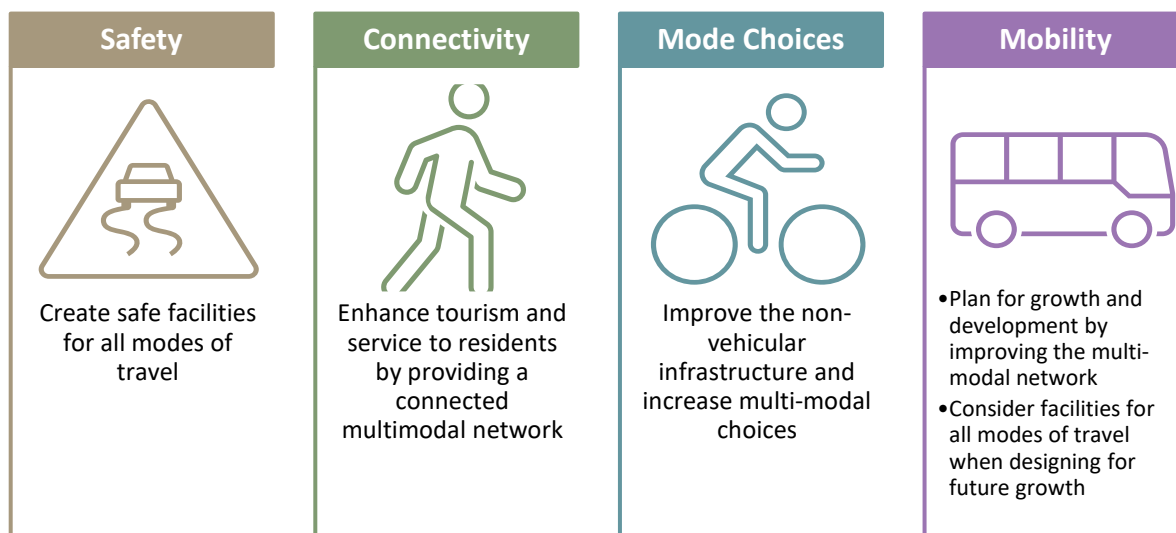 Safety
Create safe facilities
for all modes of
travel
Connectivity
Enhance tourism and
service to residents
by providing a
connected
multimodal network
Mode Choices
Improve the non-
vehicular
infrastructure and
increase multi-modal
choices
Mobility
•Plan for growth and
development by
improving the multi-
modal network
•Consider facilities for
all modes of travel
when designing for
future growth